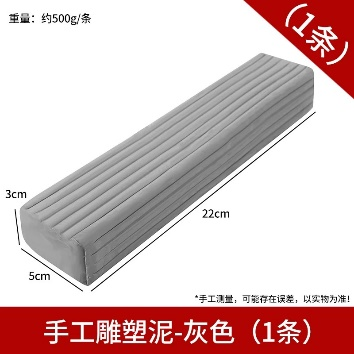 重量：约500g/条
（1条）
3cm
22cm
5cm
*手工测量，可能存在误差，以实物为准！
手工雕塑泥-灰色（1条）